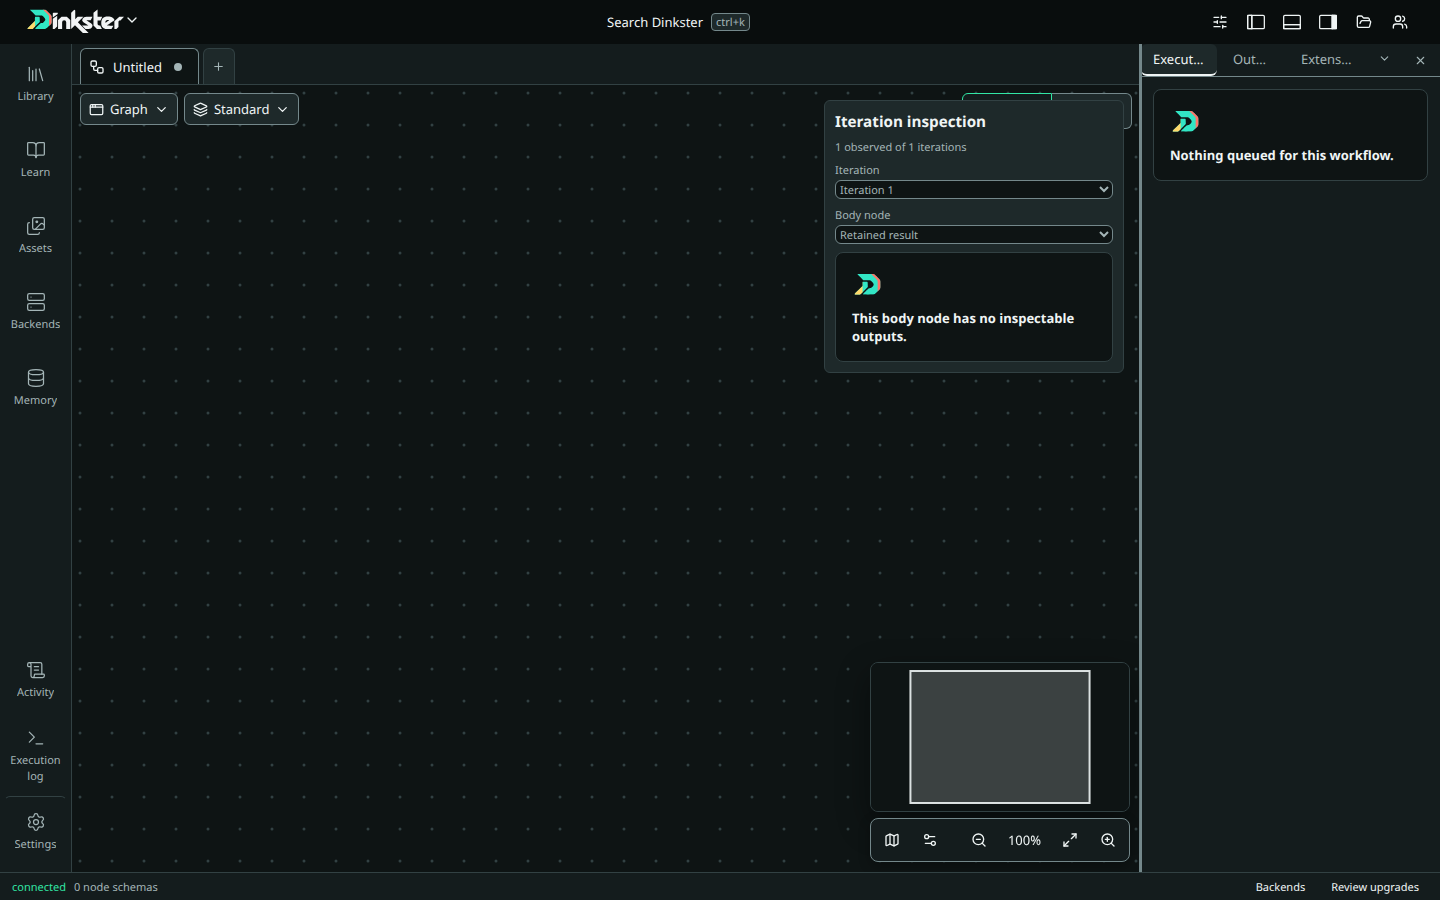 Dinkster
Search Dinkster ctrl+k
Untitled
Execut... Out... Extens...
Library
Learn
Assets
Backends
Memory
Graph
Standard
Iteration inspection
1 observed of 1 iterations
Iteration
Iteration 1
Body node
Retained result
This body node has no inspectable
outputs.
Nothing queued for this workflow.
Activity
Execution
log
Settings
100%
connected 0 node schemas
Backends Review upgrades